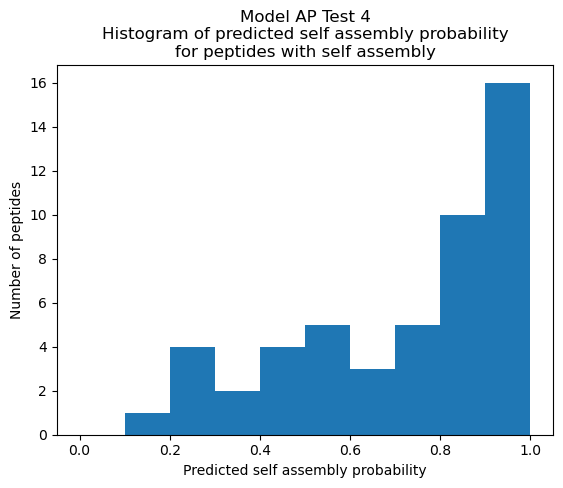 Model AP Test 4
Histogram of predicted self assembly probability
for peptides with self assembly
16
14
12
10
8
6
4
2
0
Number of peptides
0.0 0.2 0.4 0.6 0.8 1.0
Predicted self assembly probability